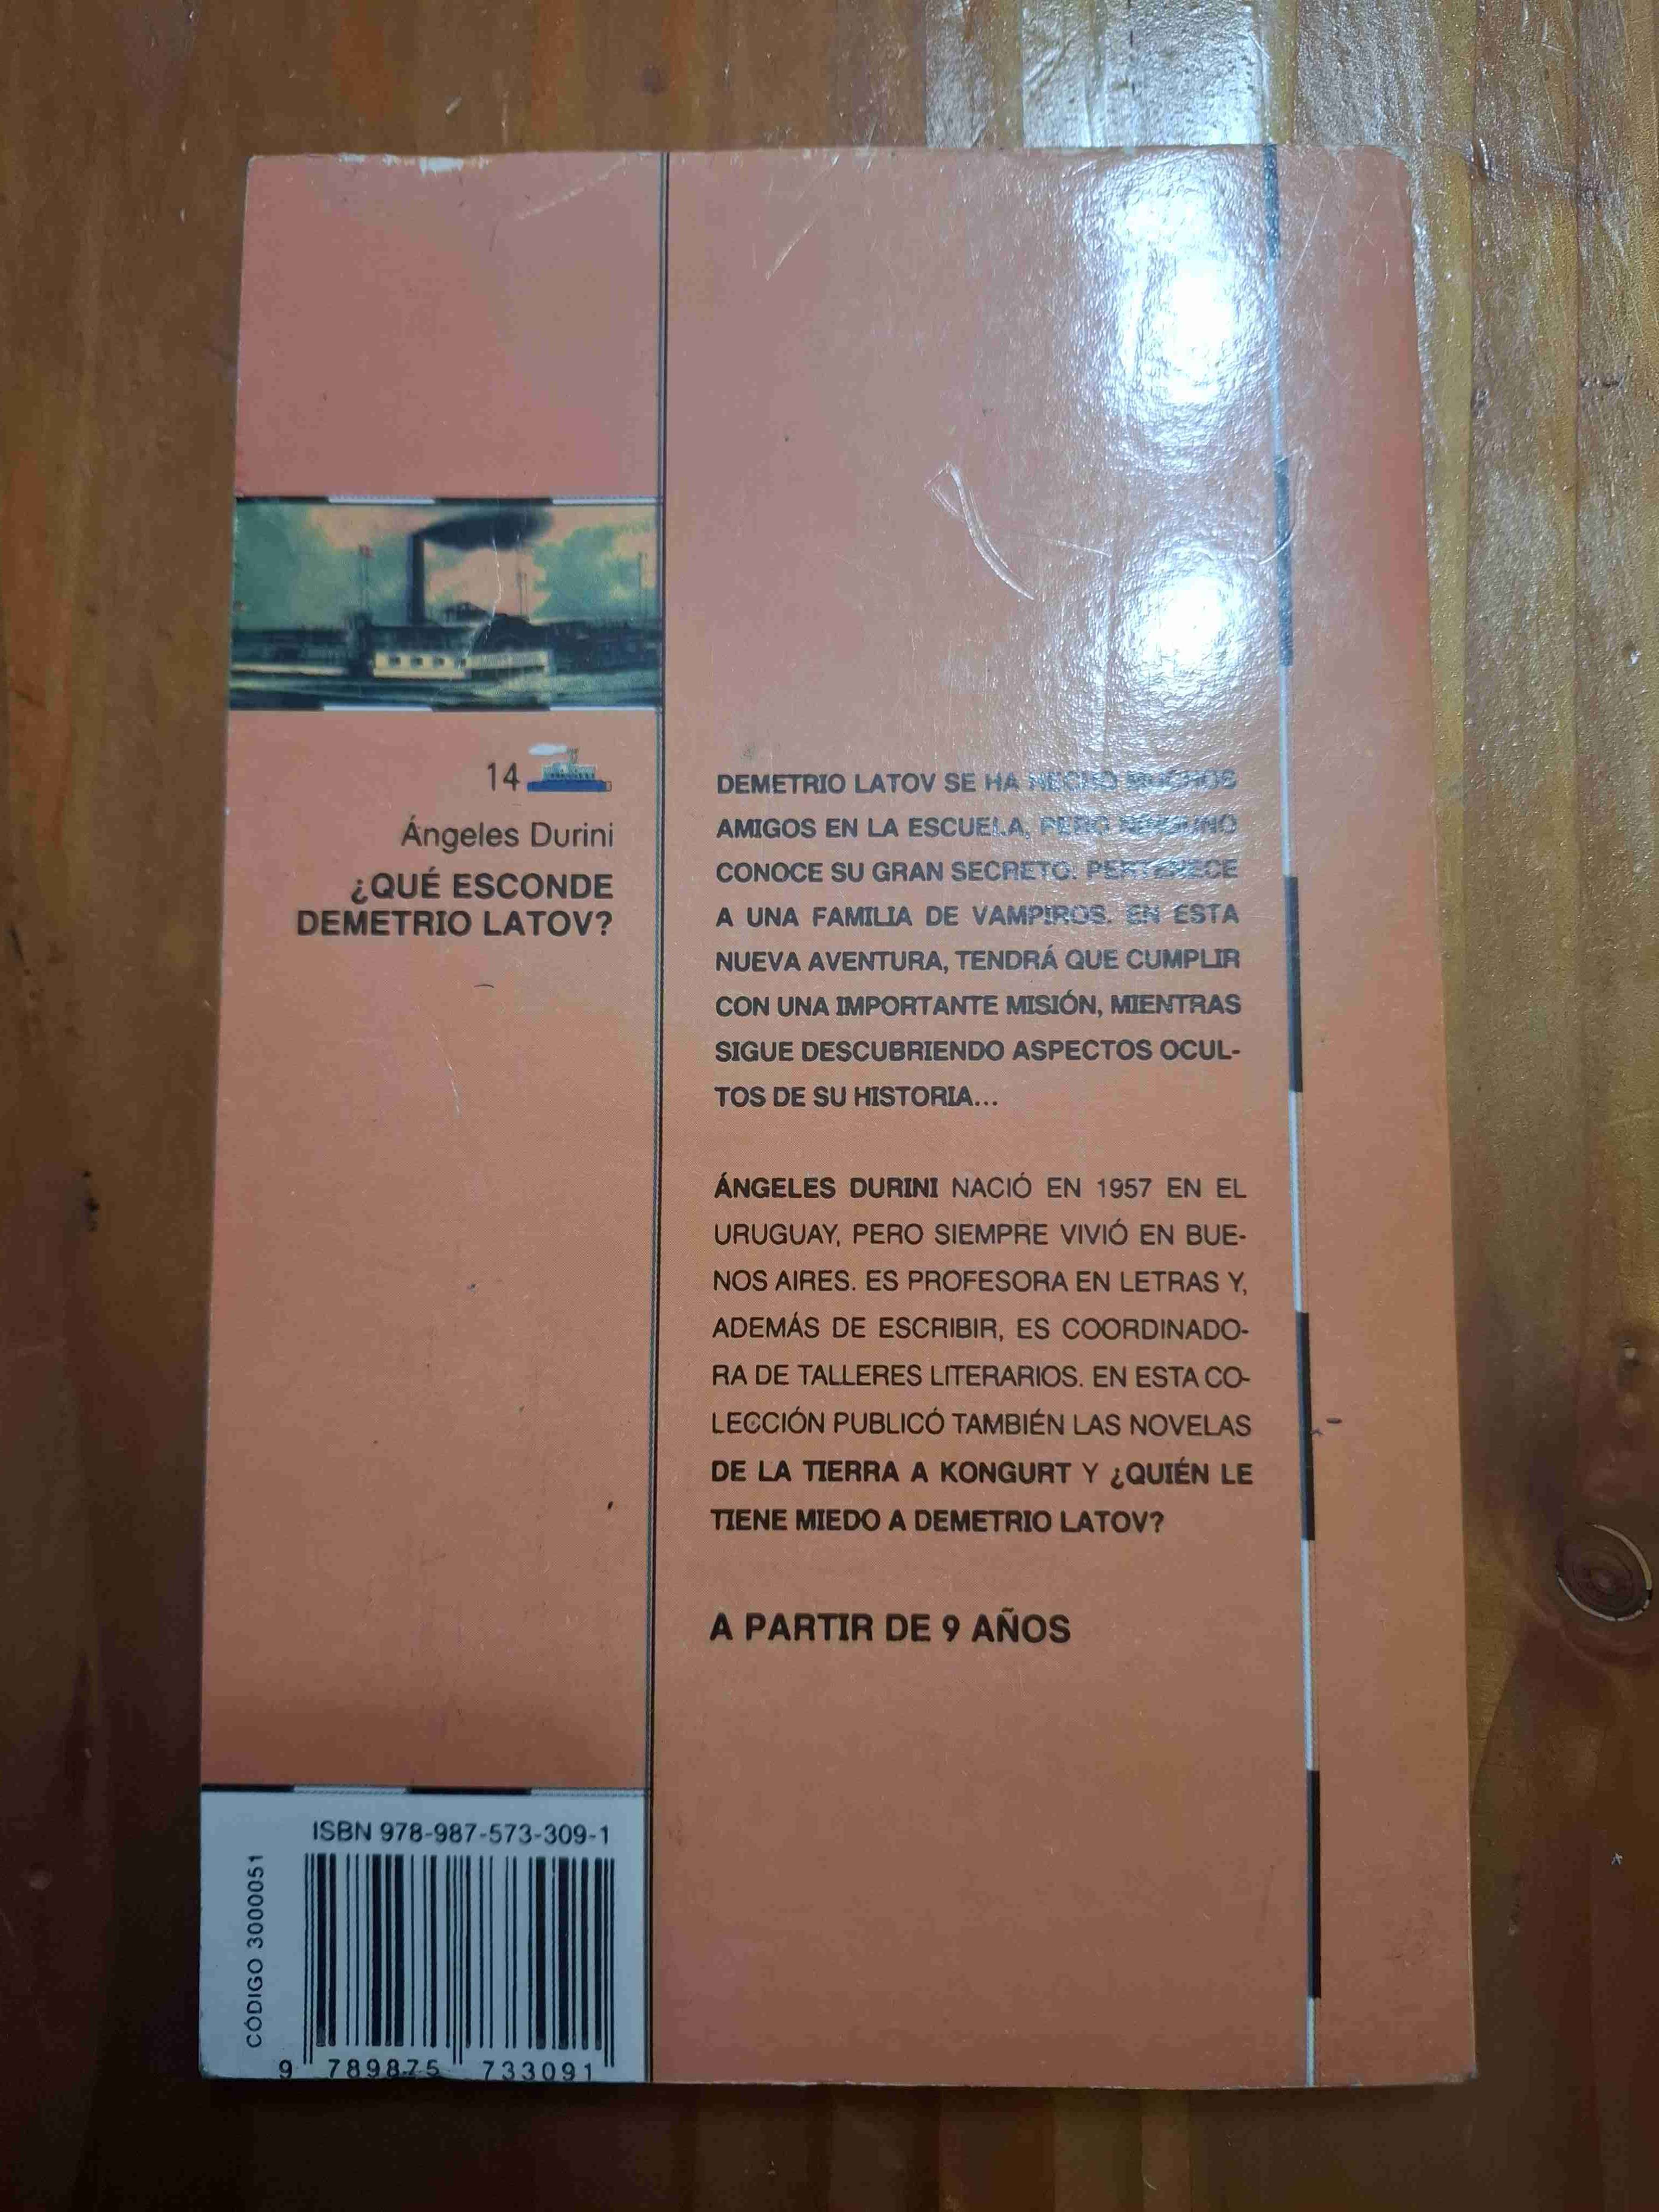 14
Ángeles Durini
¿QUÉ ESCONDE
DEMETRIO LATOV?
DEMETRIO LATOV SE HA HECHO MUCHOS
AMIGOS EN LA ESCUELA, PERO NINGUNO
CONOCE SU GRAN SECRETO: PERTENECE
A UNA FAMILIA DE VAMPIROS. EN ESTA
NUEVA AVENTURA, TENDRÁ QUE CUMPLIR
CON UNA IMPORTANTE MISIÓN, MIENTRAS
SIGUE DESCUBRIENDO ASPECTOS OCUL-
TOS DE SU HISTORIA...
ÁNGELES DURINI NACIÓ EN 1957 EN EL
URUGUAY, PERO SIEMPRE VIVIÓ EN BUE-
NOS AIRES. ES PROFESORA EN LETRAS Y,
ADEMÁS DE ESCRIBIR, ES COORDINADO-
RA DE TALLERES LITERARIOS. EN ESTA CO-
LECCIÓN PUBLICÓ TAMBIÉN LAS NOVELAS
DE LA TIERRA A KONGURT Y ¿QUIÉN LE
TIENE MIEDO A DEMETRIO LATOV?
A PARTIR DE 9 AÑOS
ISBN 978-987-573-309-1
CÓDIGO 3000051
9 789875 733091